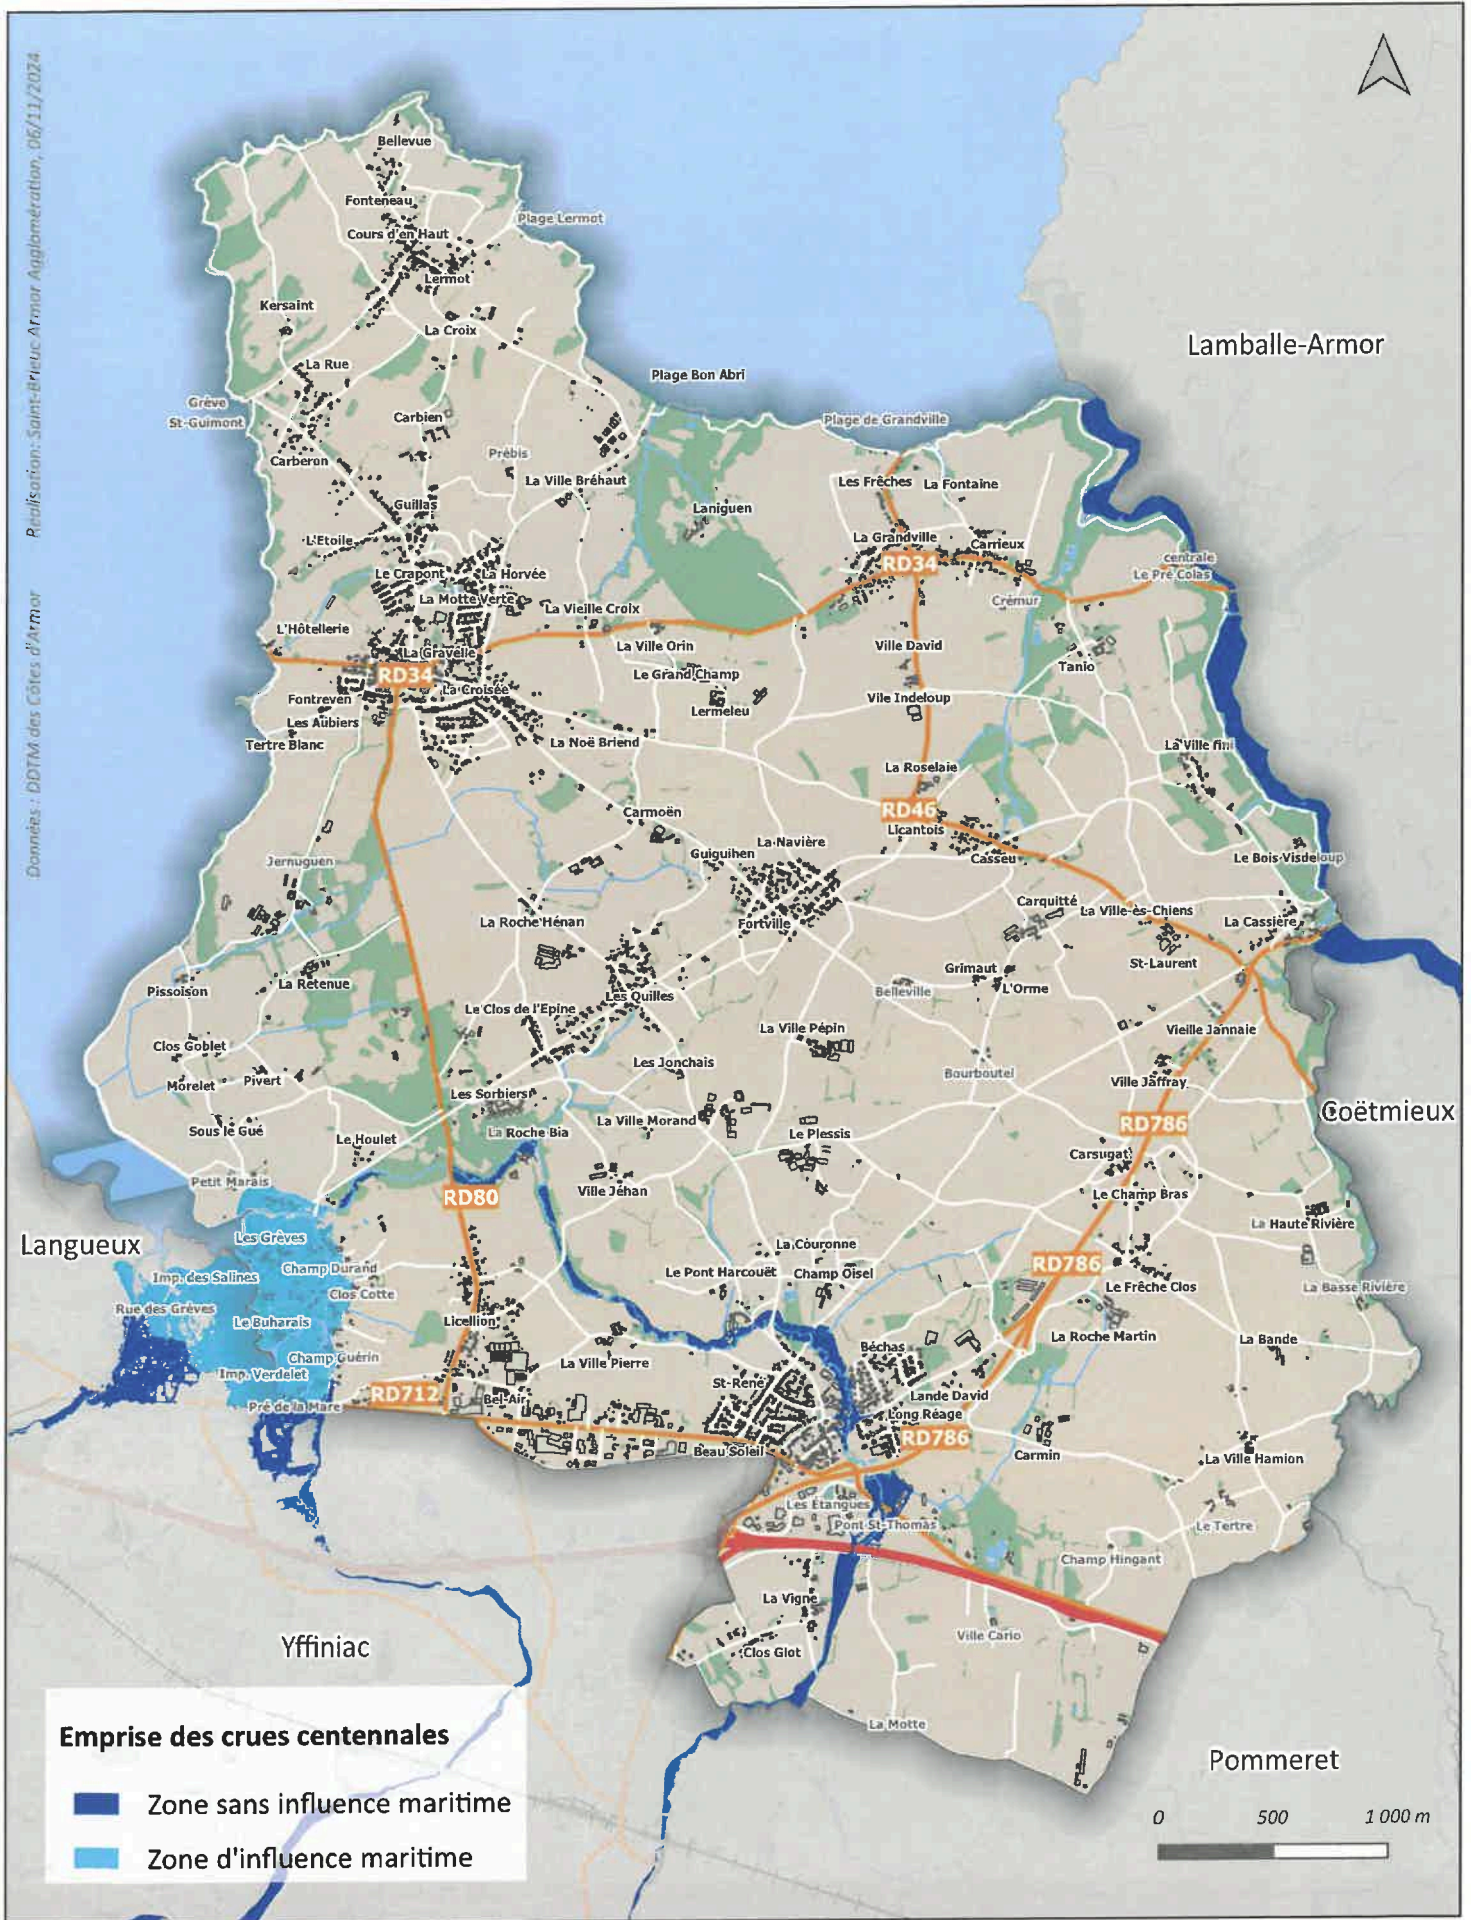 Données : DDTM des Côtes d'Armor Réalisation: Saint-Brieuc Armor Agglomération, 06/11/2024
Bellevue
Fonteneau
Plage Lermot
Cours d'en Haut
Lermot
Kersaint
La Croix
Lamballe-Armor
La Rue
Plage Bon Abri
Grève
St-Guimont
Carbien
Plage de Grandville
Carberon
Prébis
La Ville Bréhaut
Les Frêches
La Fontaine
Guillas
Laniguen
L'Etoile
La Grandville
Carrieux
RD34
centrale
Le Pré Colas
Le Crapont
La Horvée
La Motte Verte
La Vieille Croix
Crémur
L'Hôtellerie
La Gravelle
La Ville Orin
Ville David
Tanio
RD34
Le Grand Champ
Fontreven
La Croisée
Lermeleu
Vile Indeloup
Les Aubiers
Tertre Blanc
La Noë Briend
La Ville fini
La Roselaie
RD46
Carmoën
Licantois
La Navière
Guiguihen
Casseu
Le Bois Visdeloup
Jernuguen
Carquitté
La Ville-ès-Chiens
La Roche Hénan
Fortville
La Cassière
St-Laurent
Grimaut
L'Orme
Pissoison
La Retenue
Les Quilles
Belleville
Le Clos de l'Epine
La Ville Pépin
Vieille Jannaie
Clos Goblet
Les Jonchais
Bourboutel
Morelet
Pivert
Ville Jaffray
Les Sorbiers
La Ville Morand
Coëtmieux
RD786
Sous le Gué
Le Houlet
La Roche Bia
Le Plessis
Carsugat
Petit Marais
RD80
Ville Jéhan
Le Champ Bras
La Haute Rivière
Langueux
Les Grèves
La Couronne
RD786
Imp. des Salines
Champ Durand
Le Pont Harcouët
Champ Oisel
Le Frêche Clos
La Basse Rivière
Clos Cotte
Rue des Grèves
Le Buharais
Licellion
La Roche Martin
La Bande
Béchas
Champ Guérin
La Ville Pierre
Imp. Verdelet
St-René
RD712
Bel-Air
Lande David
Pré de la Mare
Long Réage
RD786
Beau Soleil
Carmin
La Ville Hamion
Les Etangues
Pont St-Thomas
Le Tertre
Champ Hingant
La Vigne
Ville Cario
Yffiniac
Clos Glot
La Motte
Emprise des crues centennales
Pommeret
Zone sans influence maritime
0 500 1 000 m
Zone d'influence maritime